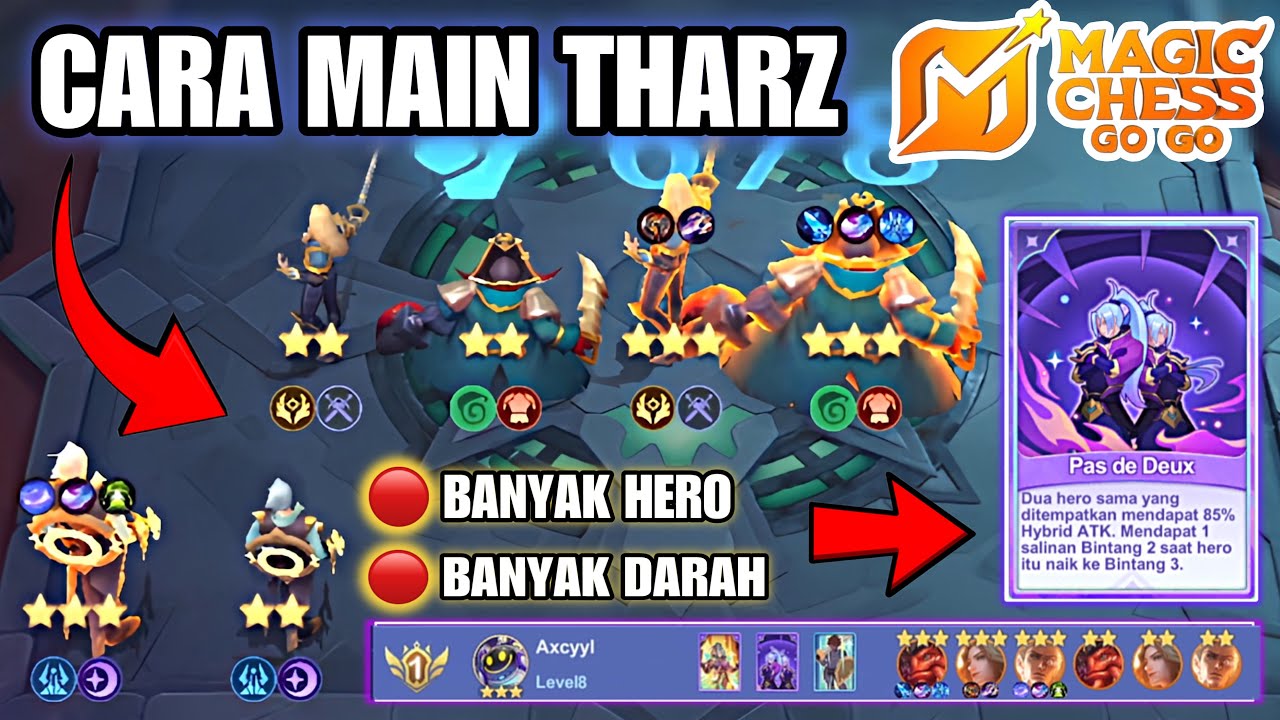 CARA MAIN THARZ
MAGIC
CHESS
GO GO
Pas de Deux
Dua hero sama yang
ditempatkan mendapat 85%
Hybrid ATK. Mendapat 1
salinan Bintang 2 saat hero
itu naik ke Bintang 3.
BANYAK HERO
BANYAK DARAH
1
Axcyyl
Level8